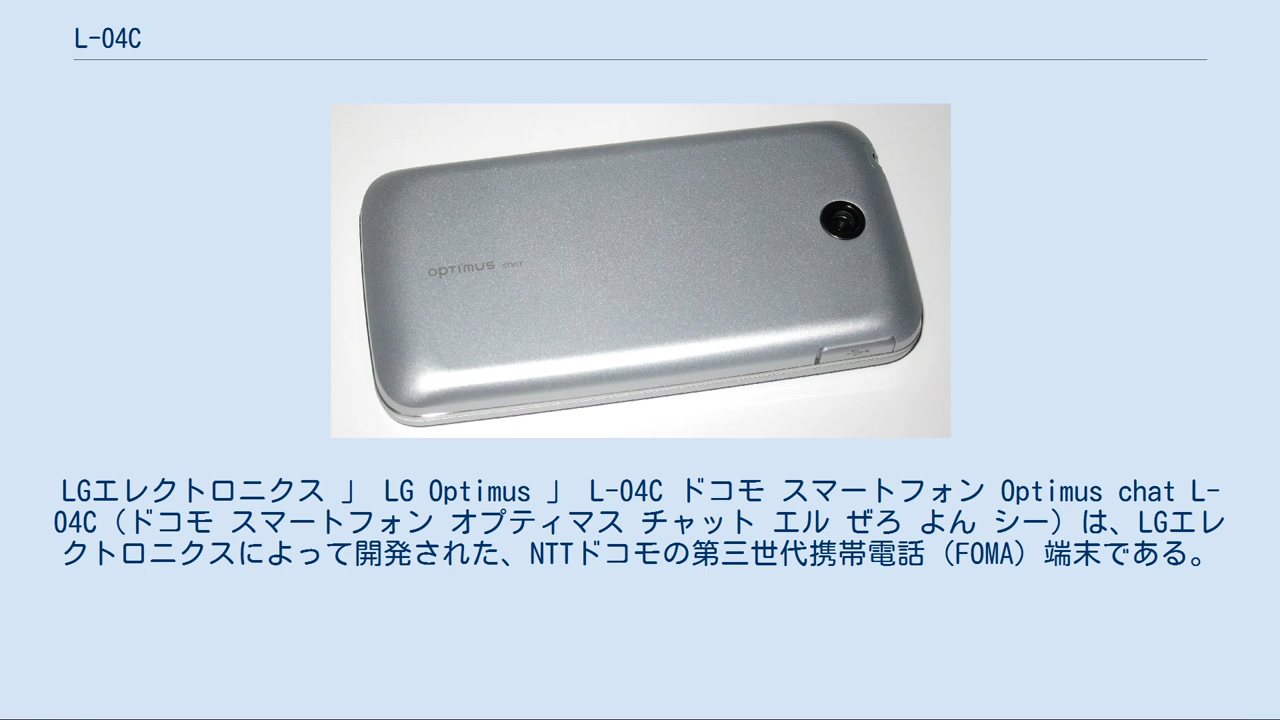 L-04C
optimus chat
LGエレクトロニクス 」 LG Optimus 」 L-04C ドコモ スマートフォン Optimus chat L-
04C（ドコモ スマートフォン オプティマス チャット エル ぜろ よん シー）は、LGエレ
クトロニクスによって開発された、NTTドコモの第三世代携帯電話（FOMA）端末である。